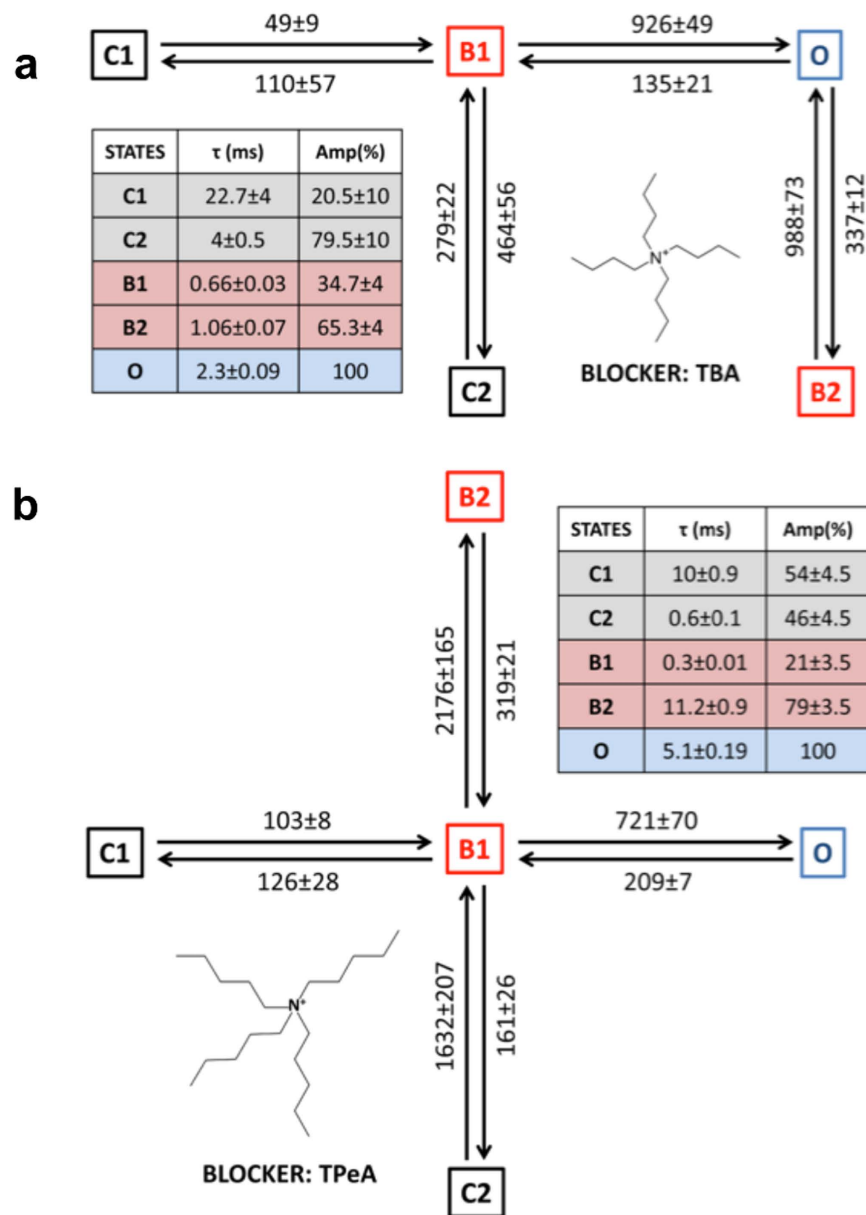 a
49±9
926±49
C1
B1
O
110±57
135±21
STATES τ (ms) Amp(%)
C1 22.7±4 20.5±10
C2 4±0.5 79.5±10
B1 0.66±0.03 34.7±4
B2 1.06±0.07 65.3±4
O 2.3±0.09 100
279±22
464±56
N+
988±73
337±12
BLOCKER: TBA
C2
B2
b
B2
STATES τ (ms) Amp(%)
C1 10±0.9 54±4.5
C2 0.6±0.1 46±4.5
B1 0.3±0.01 21±3.5
B2 11.2±0.9 79±3.5
O 5.1±0.19 100
2176±165
319±21
103±8
721±70
C1
B1
O
126±28
209±7
N+
1632±207
161±26
BLOCKER: TPeA
C2